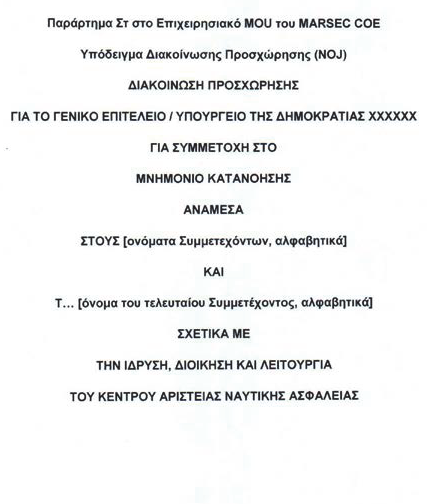 Παράρτημα Στ στο Επιχειρησιακό MOU του MARSEC COE
Υπόδειγμα Διακοίνωσης Προσχώρησης (NOJ)
ΔΙΑΚΟΙΝΩΣΗ ΠΡΟΣΧΩΡΗΣΗΣ
ΓΙΑ ΤΟ ΓΕΝΙΚΟ ΕΠΙΤΕΛΕΙΟ / ΥΠΟΥΡΓΕΙΟ ΤΗΣ ΔΗΜΟΚΡΑΤΙΑΣ ΧΧΧΧΧΧ
ΓΙΑ ΣΥΜΜΕΤΟΧΗ ΣΤΟ
ΜΝΗΜΟΝΙΟ ΚΑΤΑΝΟΗΣΗΣ
ΑΝΑΜΕΣΑ
ΣΤΟΥΣ [ονόματα Συμμετεχόντων, αλφαβητικά]
ΚΑΙ
Τ... [όνομα του τελευταίου Συμμετέχοντος, αλφαβητικά]
ΣΧΕΤΙΚΑ ΜΕ
ΤΗΝ ΙΔΡΥΣΗ, ΔΙΟΙΚΗΣΗ ΚΑΙ ΛΕΙΤΟΥΡΓΙΑ
ΤΟΥ ΚΕΝΤΡΟΥ ΑΡΙΣΤΕΙΑΣ ΝΑΥΤΙΚΗΣ ΑΣΦΑΛΕΙΑΣ